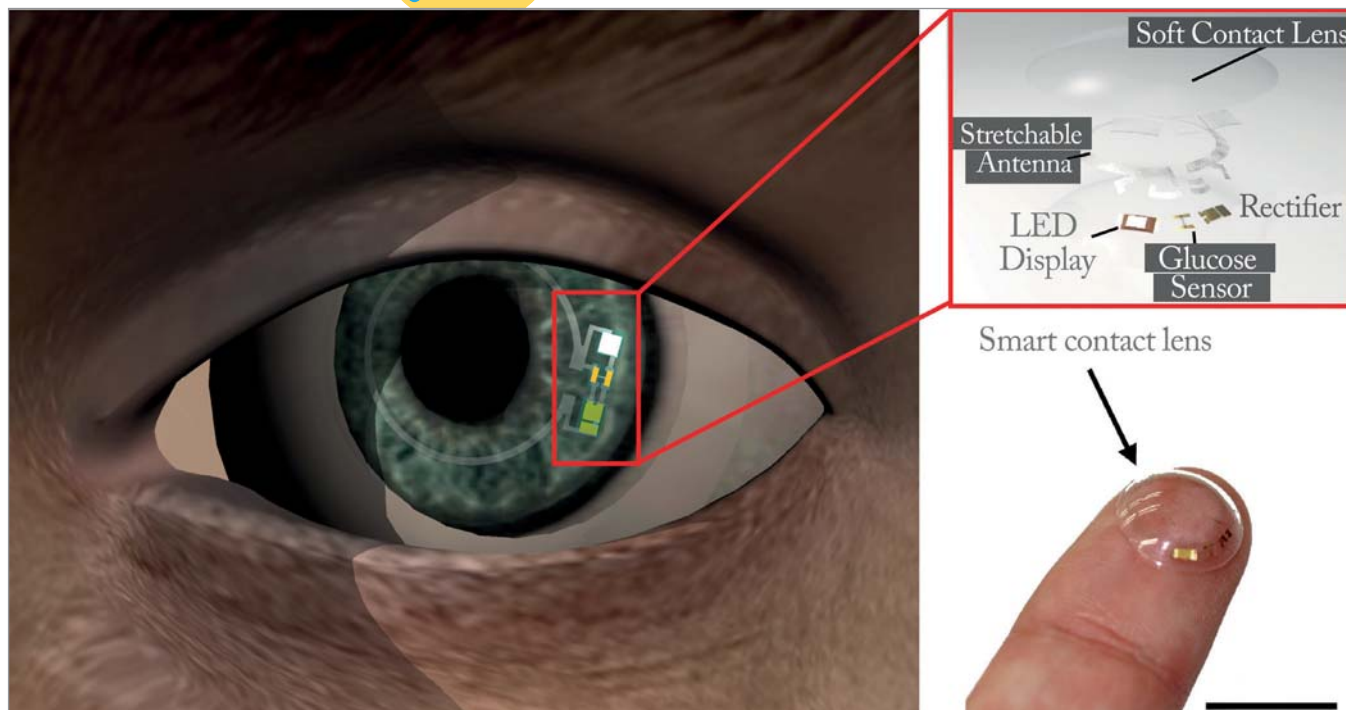 Soft Contact Lens
Stretchable
Antenna
Rectifier
LED
Display
Glucose
Sensor
Smart contact lens